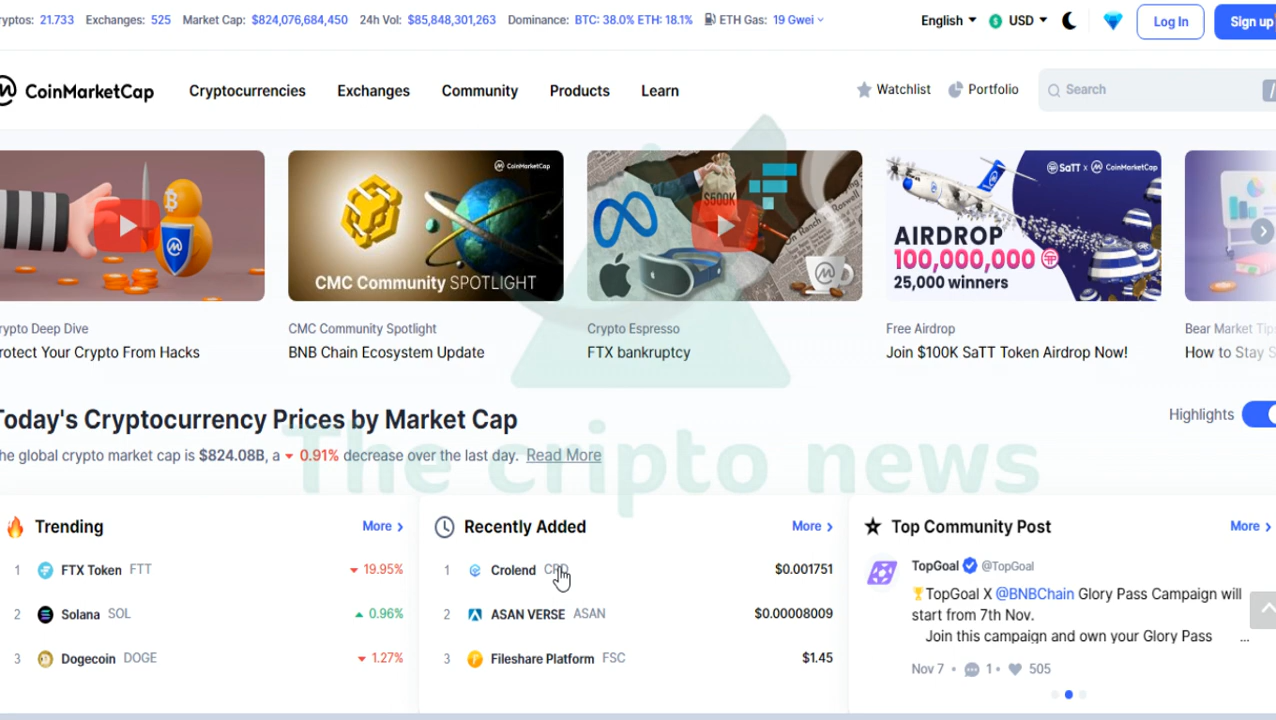 ryptos: 21.733 Exchanges: 525 Market Cap: $824,076,684,450 24h Vol: $85,848,301,263 Dominance: BTC: 38.0% ETH: 18.1% ETH Gas: 19 Gwei English USD Log In Sign up
CoinMarketCap Cryptocurrencies Exchanges Community Products Learn Watchlist Portfolio Search /
CoinMarketCap
CMC Community SPOTLIGHT
$500K
SaTT x CoinMarketCap
AIRDROP
100,000,000
25,000 winners
rypto Deep Dive
rotect Your Crypto From Hacks
CMC Community Spotlight
BNB Chain Ecosystem Update
Crypto Espresso
FTX bankruptcy
Free Airdrop
Join $100K SaTT Token Airdrop Now!
Bear Market Tip
How to Stay S
Today's Cryptocurrency Prices by Market Cap
Highlights
he global crypto market cap is $824.08B, a 0.91% decrease over the last day. Read More
The cripto news
Trending More
1 FTX Token FTT 19.95%
2 Solana SOL 0.96%
3 Dogecoin DOGE 1.27%
Recently Added More
1 Crolend CRD $0.001751
2 ASAN VERSE ASAN $0.00008009
3 Fileshare Platform FSC $1.45
Top Community Post More
TopGoal @TopGoal
TopGoal X @BNBChain Glory Pass Campaign will
start from 7th Nov.
Join this campaign and own your Glory Pass ...
Nov 7 • 1 • 505